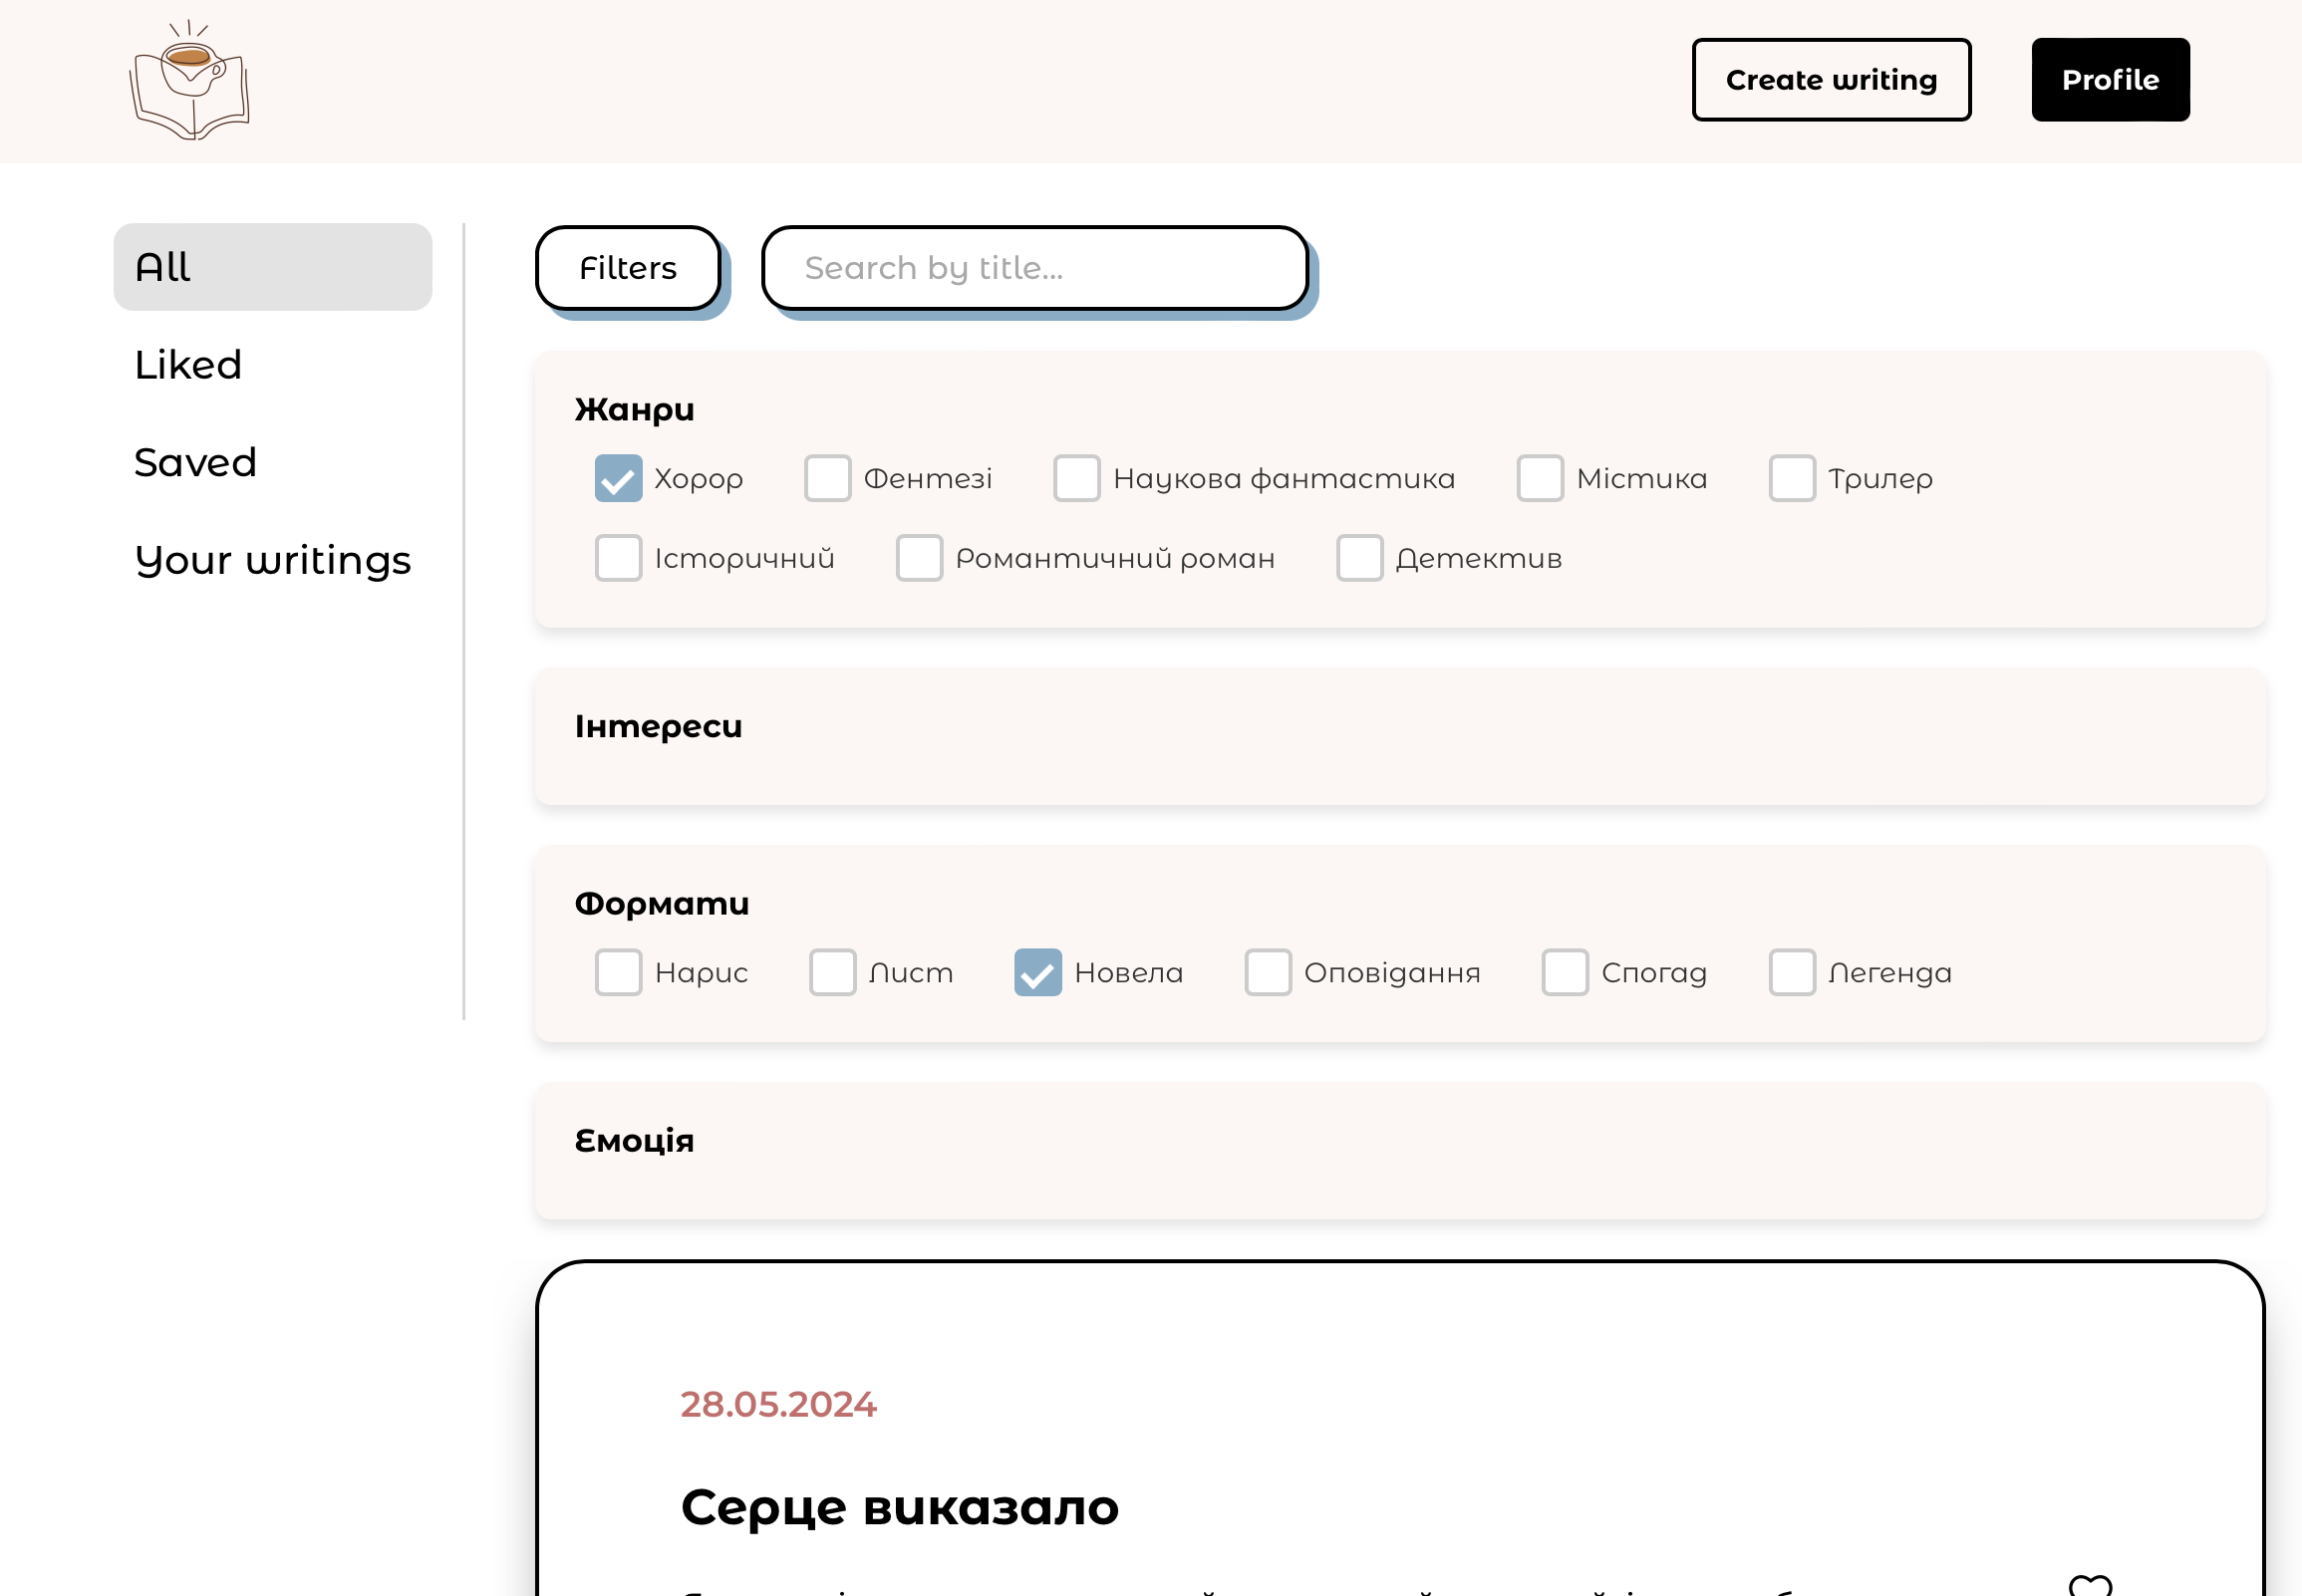 Create writing Profile
All
Liked
Saved
Your writings
Filters Search by title...
Жанри
Хорор Фентезі Наукова фантастика Містика Трилер
Історичний Романтичний роман Детектив
Інтереси
Формати
Нарис Лист Новела Оповідання Спогад Легенда
Емоція
28.05.2024
Серце виказало